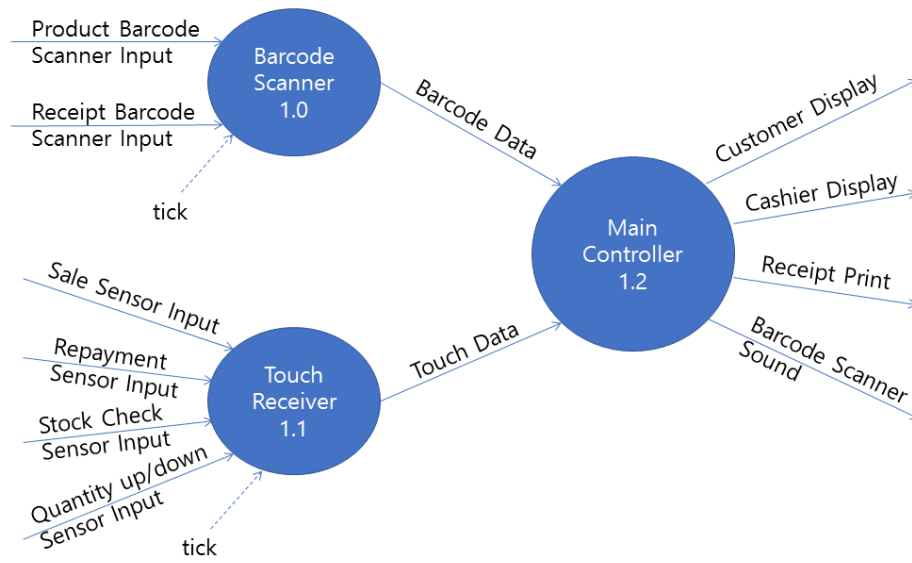 Product Barcode
Scanner Input
Receipt Barcode
Scanner Input
tick
Barcode
Scanner
1.0
Barcode Data
Sale Sensor Input
Repayment
Sensor Input
Stock Check
Sensor Input
Quantity up/down
Sensor Input
tick
Touch
Receiver
1.1
Touch Data
Main
Controller
1.2
Customer Display
Cashier Display
Receipt Print
Barcode Scanner
Sound